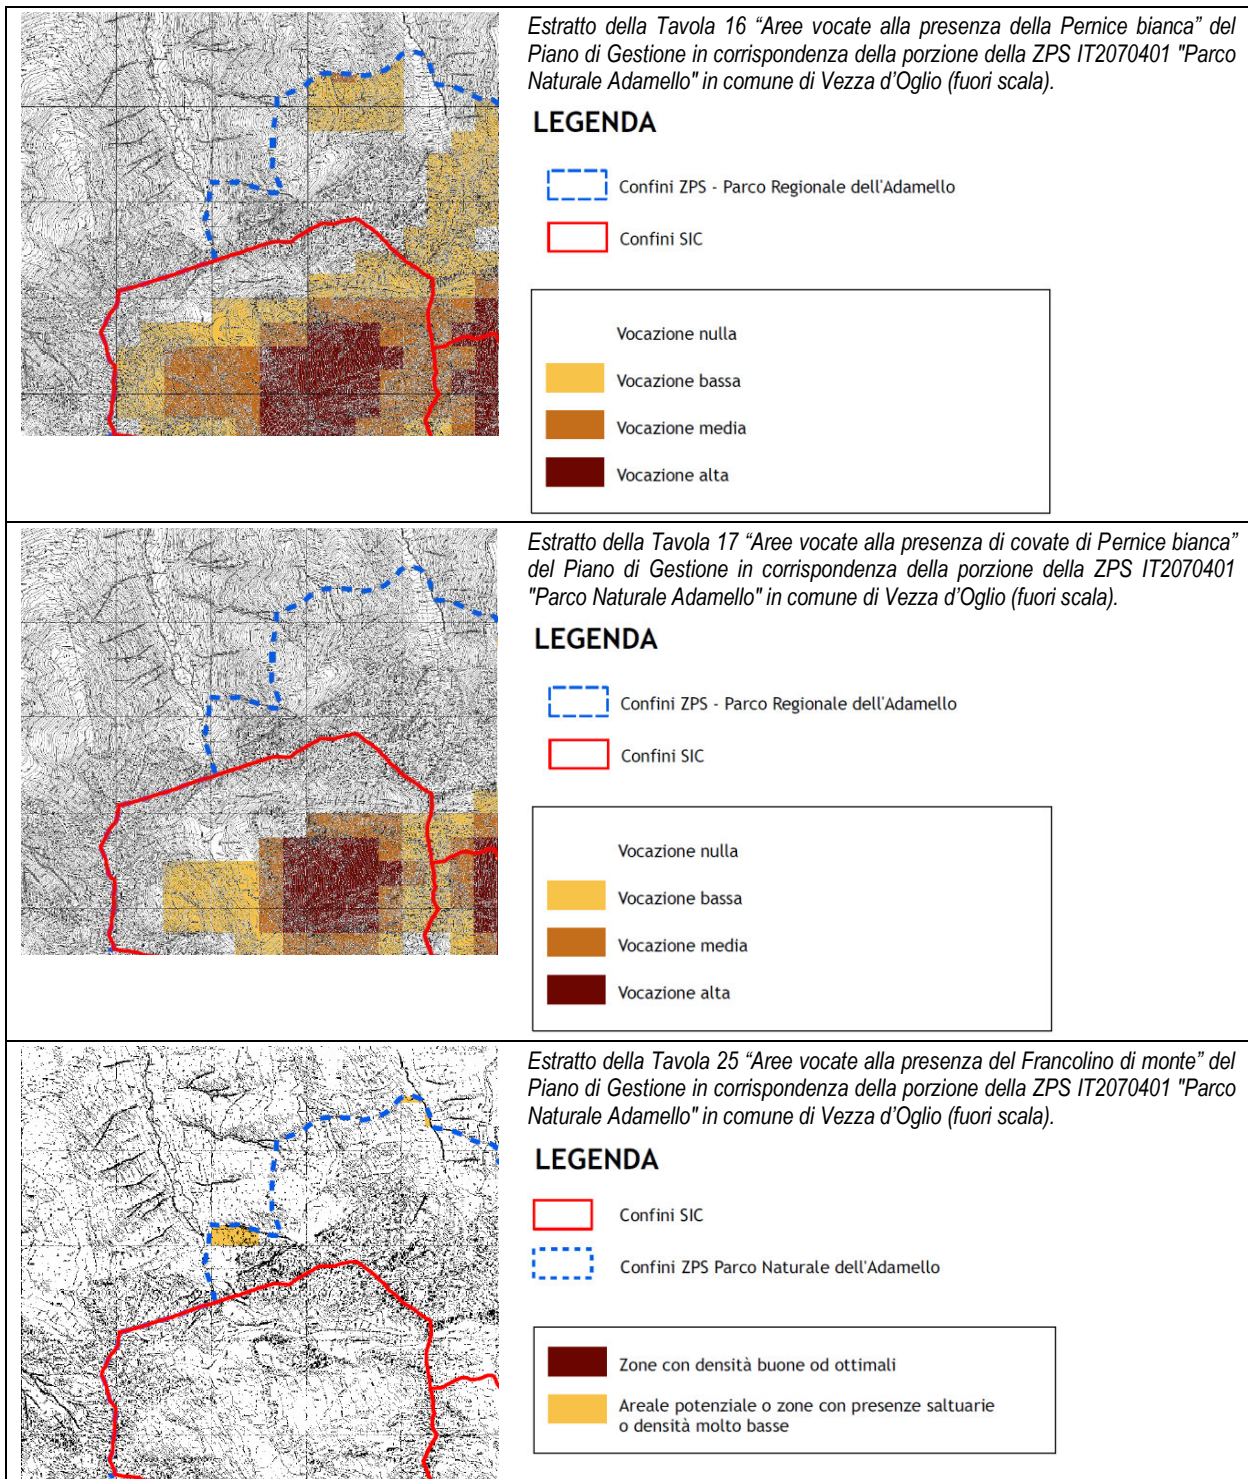 Estratto della Tavola 16 “Aree vocate alla presenza della Pernice bianca” del
Piano di Gestione in corrispondenza della porzione della ZPS IT2070401 "Parco
Naturale Adamello" in comune di Vezza d’Oglio (fuori scala).
LEGENDA
Confini ZPS - Parco Regionale dell'Adamello
Confini SIC
Vocazione nulla
Vocazione bassa
Vocazione media
Vocazione alta
Estratto della Tavola 17 “Aree vocate alla presenza di covate di Pernice bianca”
del Piano di Gestione in corrispondenza della porzione della ZPS IT2070401
"Parco Naturale Adamello" in comune di Vezza d’Oglio (fuori scala).
LEGENDA
Confini ZPS - Parco Regionale dell'Adamello
Confini SIC
Vocazione nulla
Vocazione bassa
Vocazione media
Vocazione alta
Estratto della Tavola 25 “Aree vocate alla presenza del Francolino di monte” del
Piano di Gestione in corrispondenza della porzione della ZPS IT2070401 "Parco
Naturale Adamello" in comune di Vezza d’Oglio (fuori scala).
LEGENDA
Confini SIC
Confini ZPS Parco Naturale dell'Adamello
Zone con densità buone od ottimali
Areale potenziale o zone con presenze saltuarie
o densità molto basse